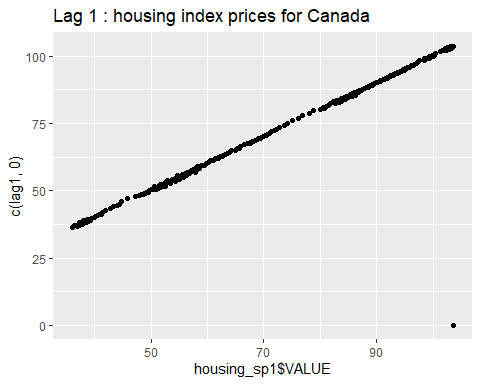 Lag 1 : housing index prices for Canada
c(lag1, 0)
100
75
50
25
0
50 70 90
housing_sp1$VALUE